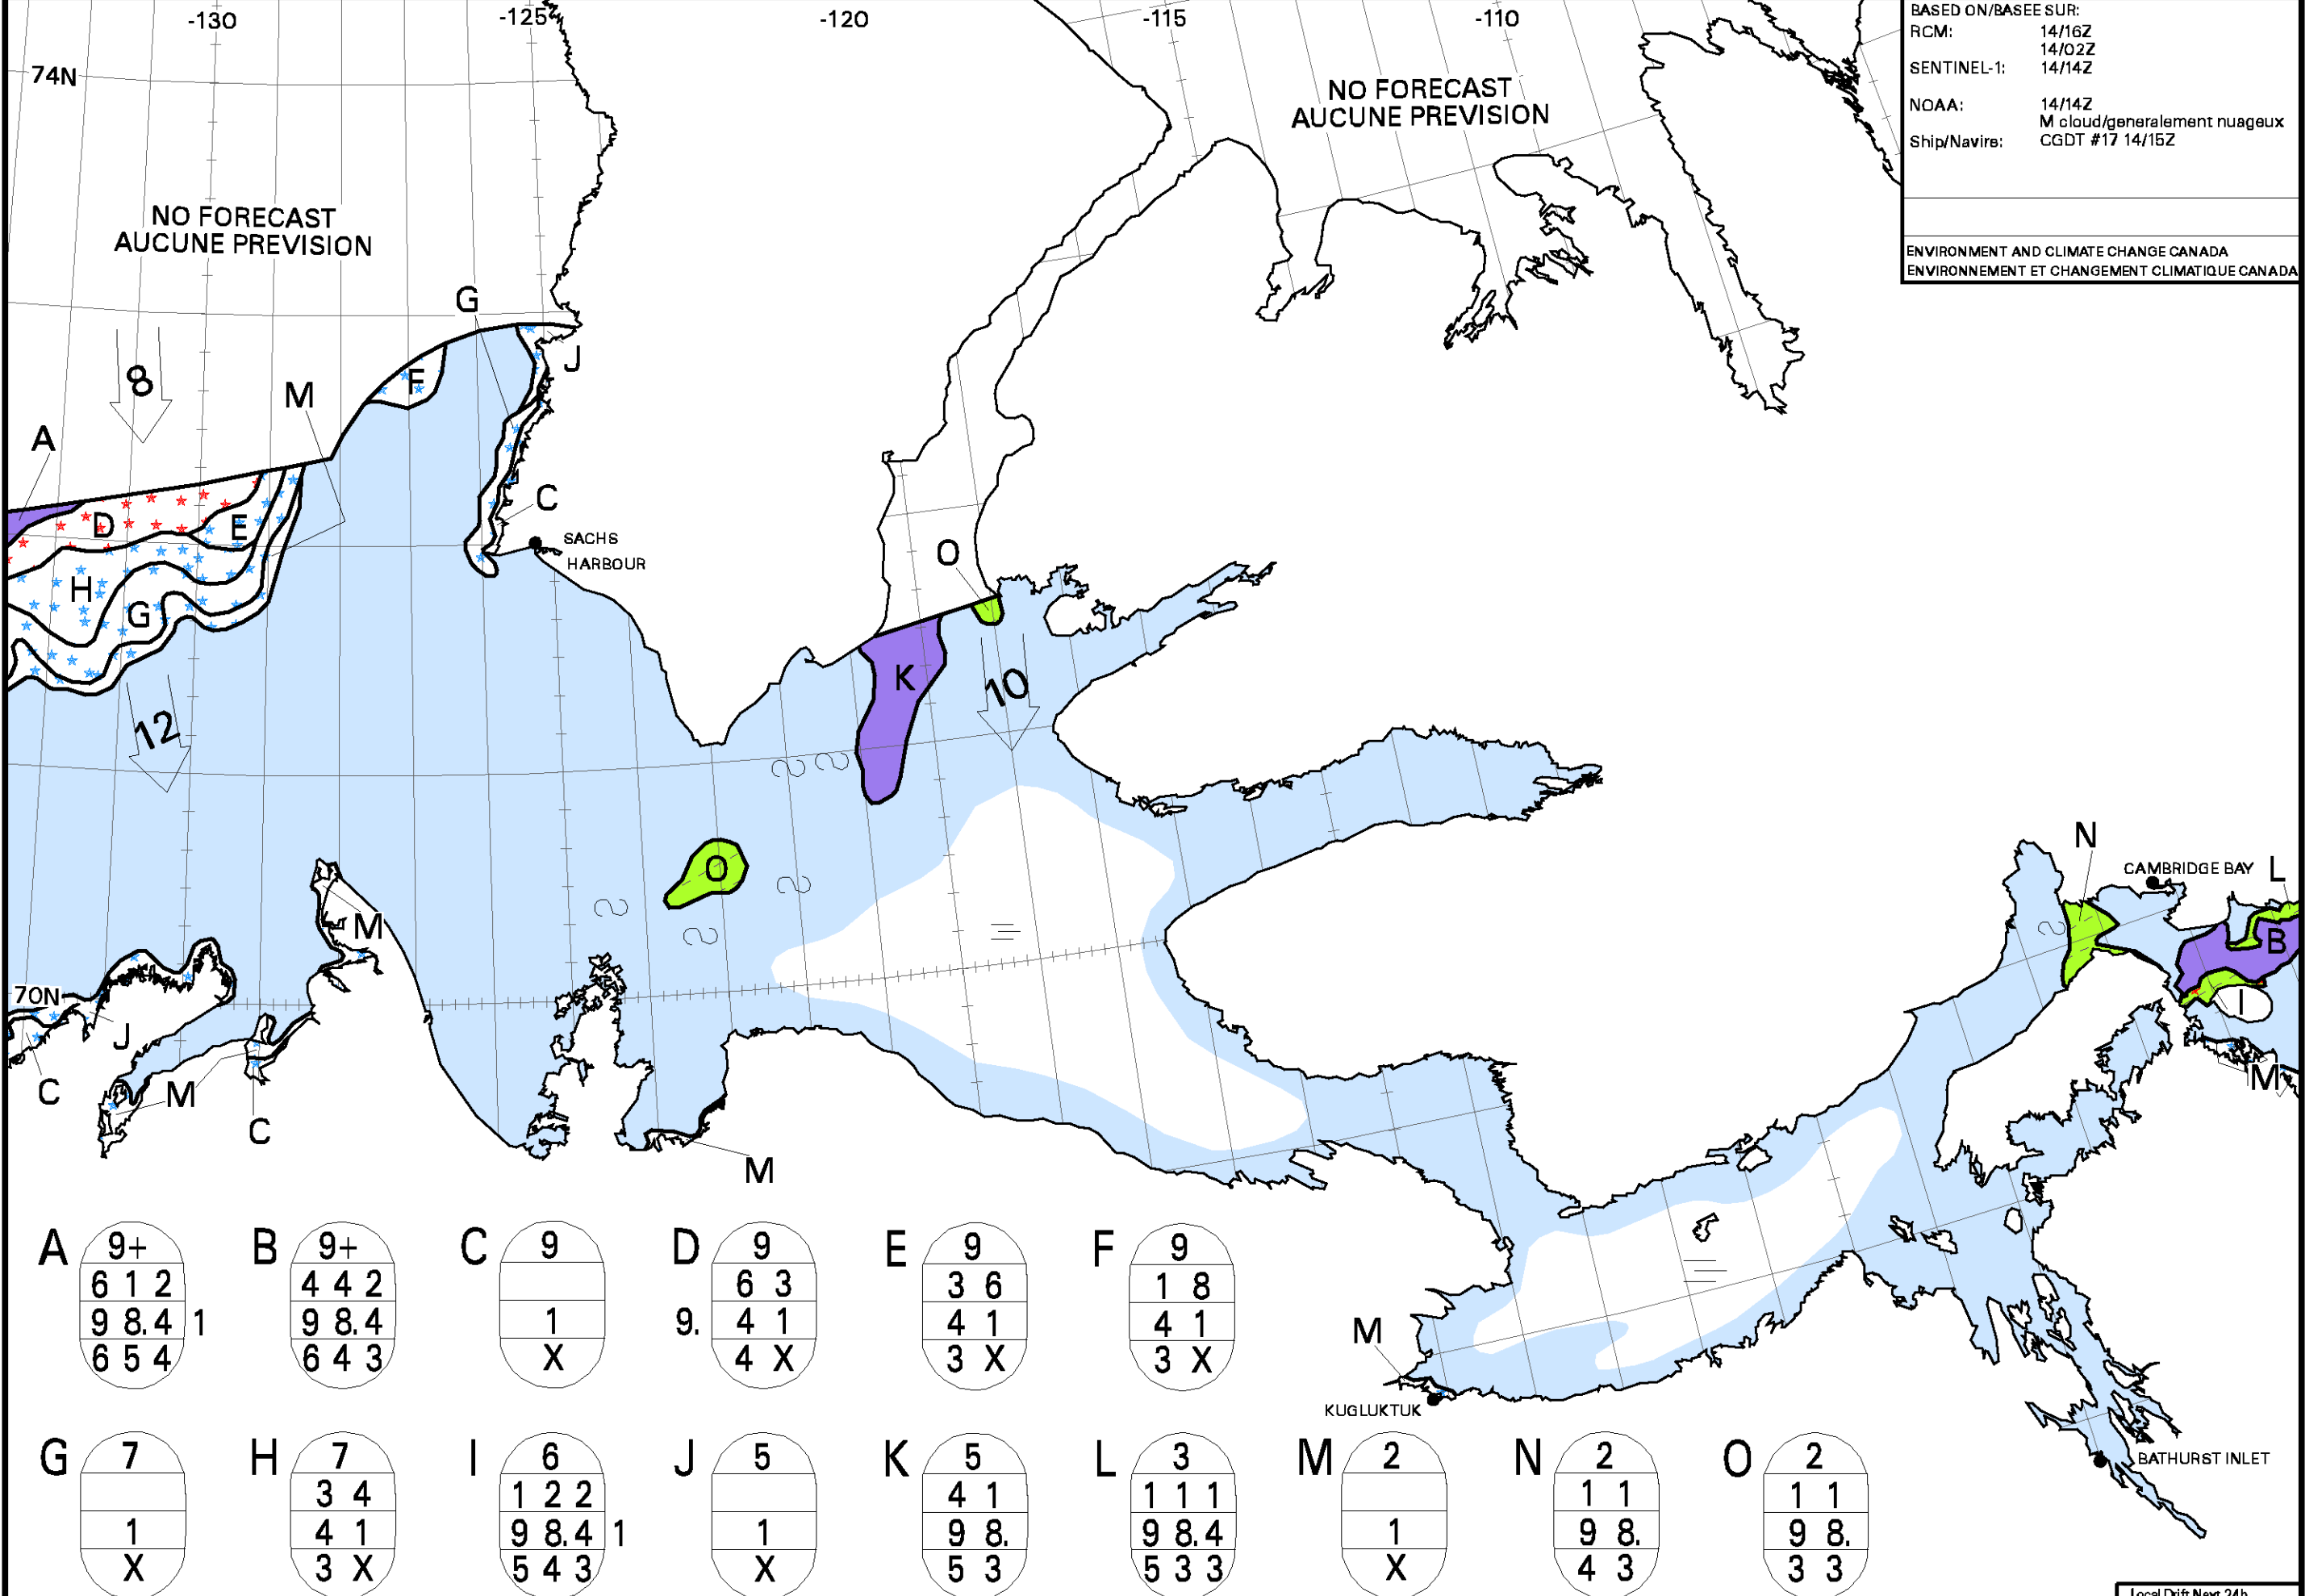 -130
-125
-120
-115
-110
BASED ON/BASEE SUR:
RCM: 14/16Z
14/02Z
SENTINEL-1: 14/14Z
NOAA: 14/14Z
M cloud/generalement nuageux
Ship/Navire: CGDT #17 14/15Z
ENVIRONMENT AND CLIMATE CHANGE CANADA
ENVIRONNEMENT ET CHANGEMENT CLIMATIQUE CANADA
74N
NO FORECAST
AUCUNE PREVISION
NO FORECAST
AUCUNE PREVISION
G
J
F
8
M
A
C
D
E
SACHS
HARBOUR
O
H
G
K
10
12
O
N
CAMBRIDGE BAY
L
M
B
70N
I
J
C
M
C
M
M
M
KUGLUKTUK
BATHURST INLET
A
9+
6 1 2
9 8. 4 1
6 5 4
B
9+
4 4 2
9 8. 4
6 4 3
C
9
1
X
D
9
6 3
9. 4 1
4 X
E
9
3 6
4 1
3 X
F
9
1 8
4 1
3 X
G
7
1
X
H
7
3 4
4 1
3 X
I
6
1 2 2
9 8. 4 1
5 4 3
J
5
1
X
K
5
4 1
9 8.
5 3
L
3
1 1 1
9 8. 4
5 3 3
M
2
1
X
N
2
1 1
9 8.
4 3
O
2
1 1
9 8.
3 3
Local Drift Next 24h